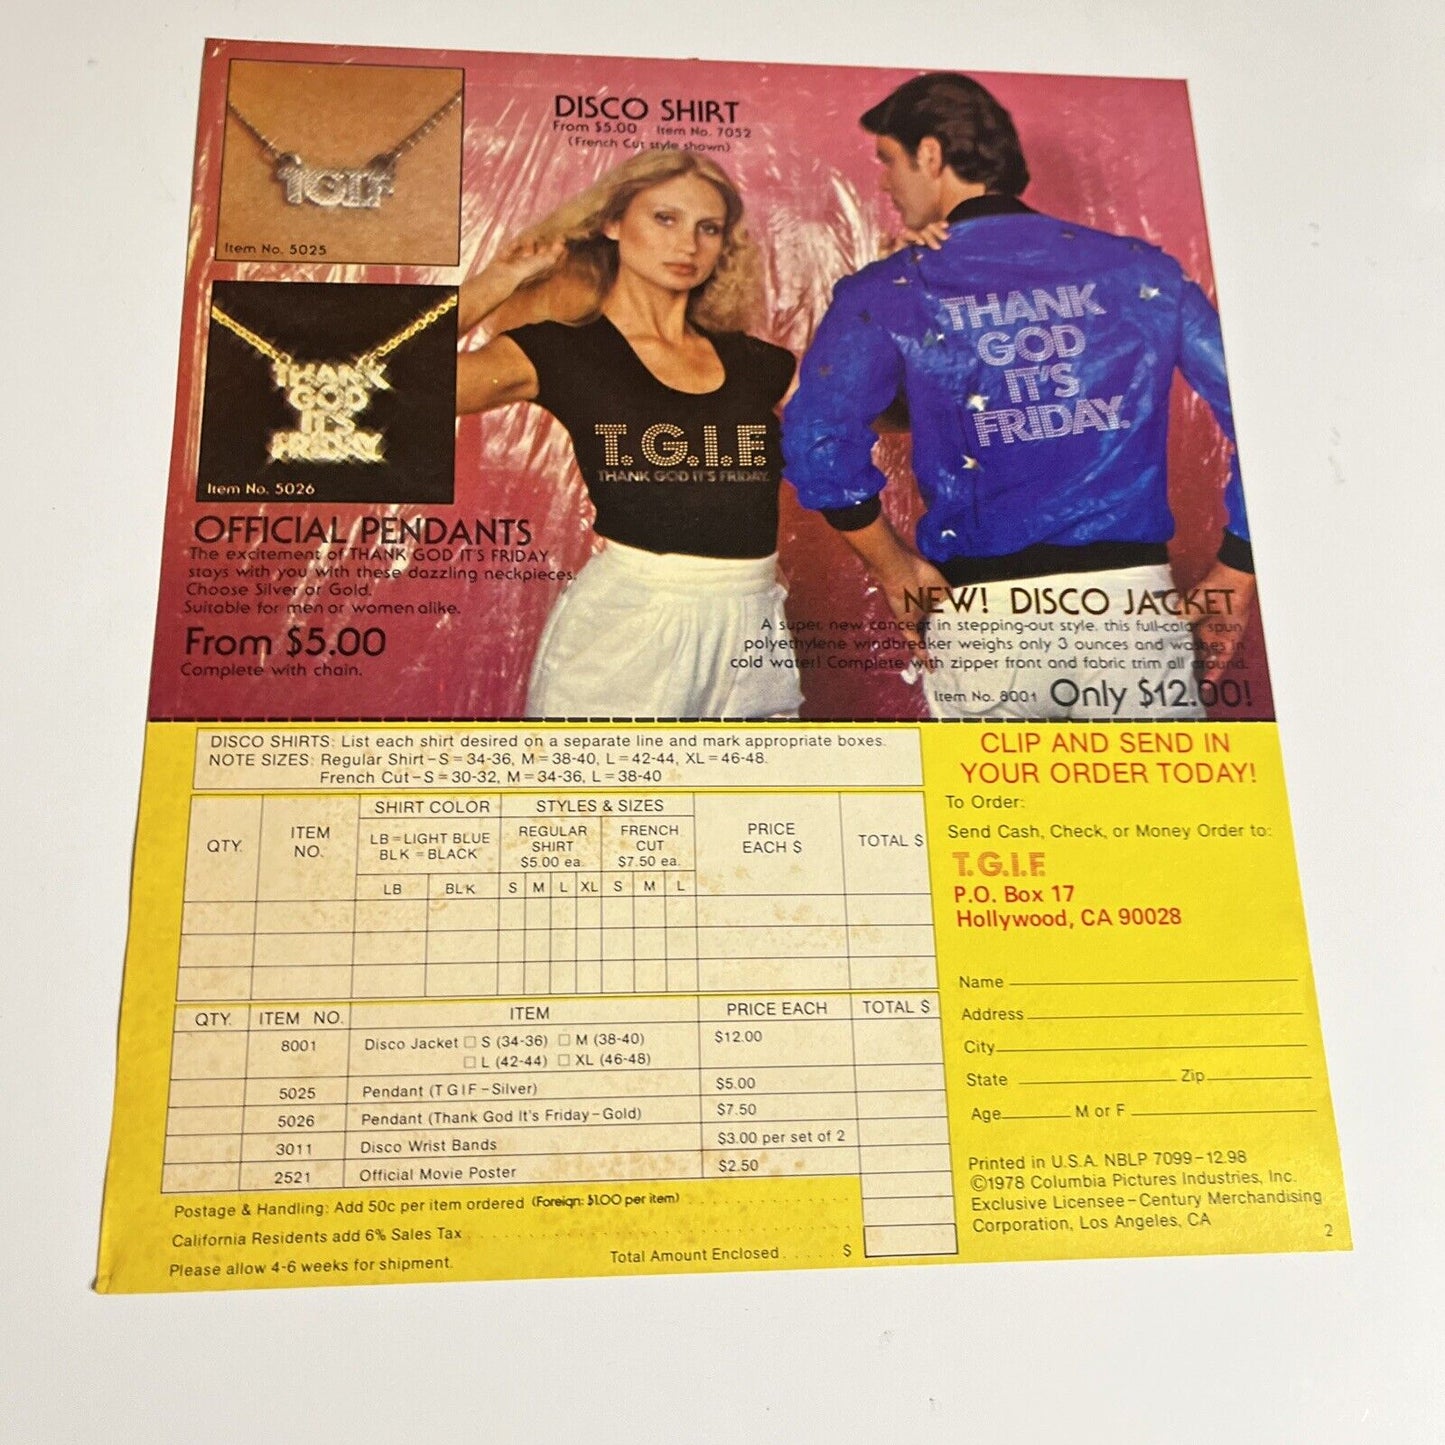 TGIF
Item No. 5025
THANK
GOD
IT'S
FRIDAY.
Item No. 5026
OFFICIAL PENDANTS
The excitement of THANK GOD IT'S FRIDAY
stays with you with these dazzling neckpieces.
Choose Silver or Gold.
Suitable for men or women alike.
From $5.00
Complete with chain.
DISCO SHIRT
From $5.00 Item No. 7052
(French Cut style shown)
T.G.I.F.
THANK GOD IT'S FRIDAY.
THANK
GOD
IT'S
FRIDAY.
NEW! DISCO JACKET
A super new concept in stepping-out style. this full-color spun
polyethylene windbreaker weighs only 3 ounces and washes in
cold water! Complete with zipper front and fabric trim all around.
Item No. 8001 Only $12.00!
DISCO SHIRTS: List each shirt desired on a separate line and mark appropriate boxes.
NOTE SIZES: Regular Shirt–S = 34-36, M = 38-40, L = 42-44, XL = 46-48.
French Cut–S = 30-32, M = 34-36, L = 38-40
QTY.
ITEM
NO.
SHIRT COLOR
LB = LIGHT BLUE
BLK = BLACK
LB BLK
STYLES & SIZES
REGULAR
SHIRT
$5.00 ea.
FRENCH
CUT
$7.50 ea.
S M L XL S M L
PRICE
EACH $
TOTAL $
QTY. ITEM NO. ITEM PRICE EACH TOTAL $
8001 Disco Jacket □ S (34-36) □ M (38-40) $12.00
□ L (42-44) □ XL (46-48)
5025 Pendant (T G I F – Silver) $5.00
5026 Pendant (Thank God It's Friday – Gold) $7.50
3011 Disco Wrist Bands $3.00 per set of 2
2521 Official Movie Poster $2.50
Postage & Handling: Add 50c per item ordered (Foreign: $1.00 per item)
California Residents add 6% Sales Tax
Please allow 4-6 weeks for shipment.
Total Amount Enclosed . . . . . $
CLIP AND SEND IN
YOUR ORDER TODAY!
To Order:
Send Cash, Check, or Money Order to:
T.G.I.F.
P.O. Box 17
Hollywood, CA 90028
Name
Address
City
State Zip
Age M or F
Printed in U.S.A. NBLP 7099–12.98
©1978 Columbia Pictures Industries, Inc.
Exclusive Licensee–Century Merchandising
Corporation, Los Angeles, CA
2